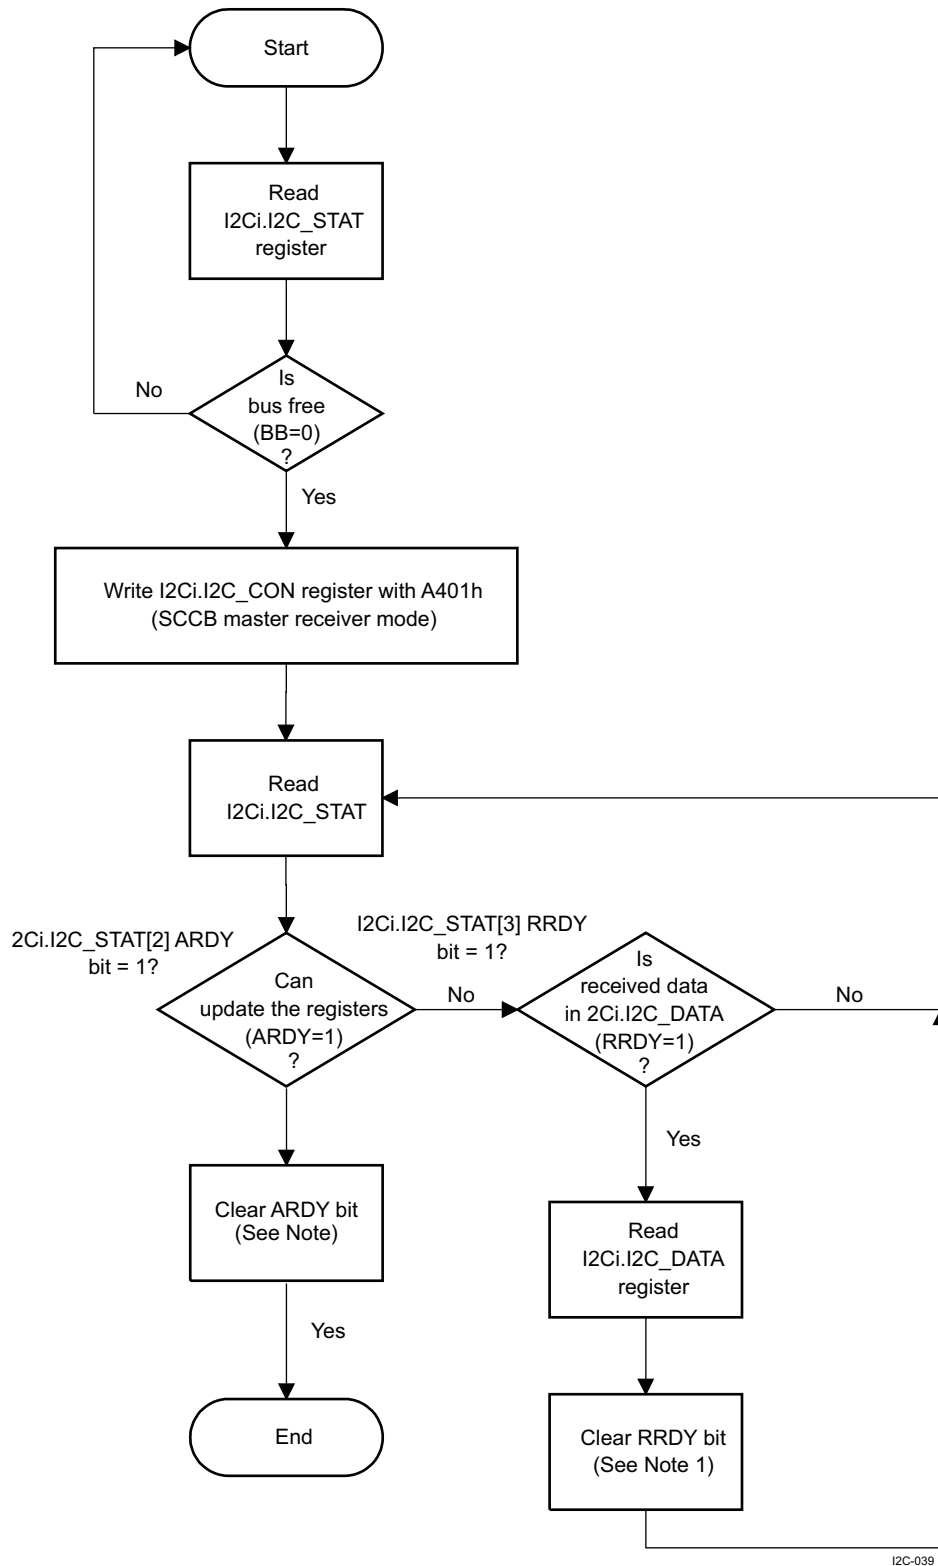 Start
Read
I2Ci.I2C_STAT
register
Is
bus free
(BB=0)
?
No
Yes
Write I2Ci.I2C_CON register with A401h
(SCCB master receiver mode)
Read
I2Ci.I2C_STAT
2Ci.I2C_STAT[2] ARDY
bit = 1?
I2Ci.I2C_STAT[3] RRDY
bit = 1?
Can
update the registers
(ARDY=1)
?
No
Is
received data
in 2Ci.I2C_DATA
(RRDY=1)
?
No
Yes
Clear ARDY bit
(See Note)
Read
I2Ci.I2C_DATA
register
Yes
End
Clear RRDY bit
(See Note 1)
I2C-039